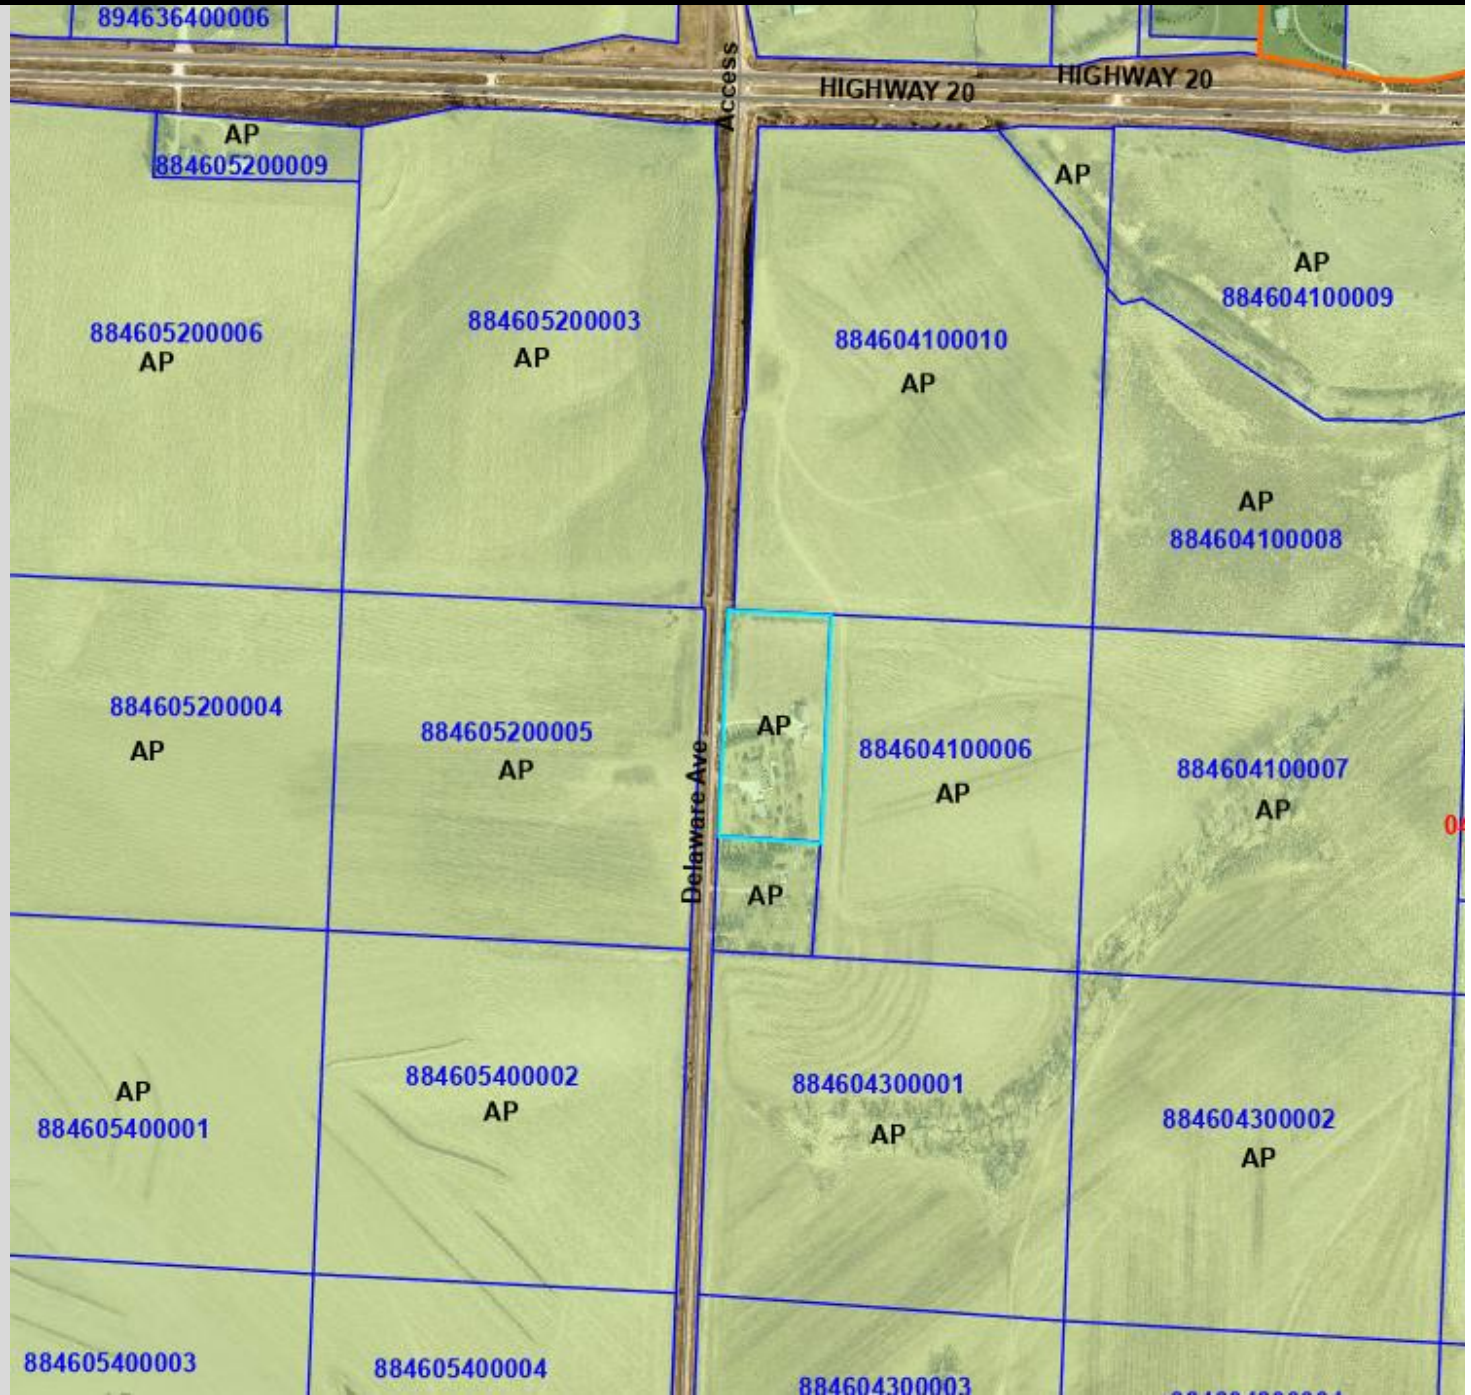 894636400006
Access
HIGHWAY 20
HIGHWAY 20
AP
884605200009
AP
AP
884604100009
884605200006
AP
884605200003
AP
884604100010
AP
AP
884604100008
884605200004
AP
884605200005
AP
Delaware Ave
AP
884604100006
AP
884604100007
AP
AP
AP
884605400001
884605400002
AP
884604300001
AP
884604300002
AP
884605400003
884605400004
884604300003